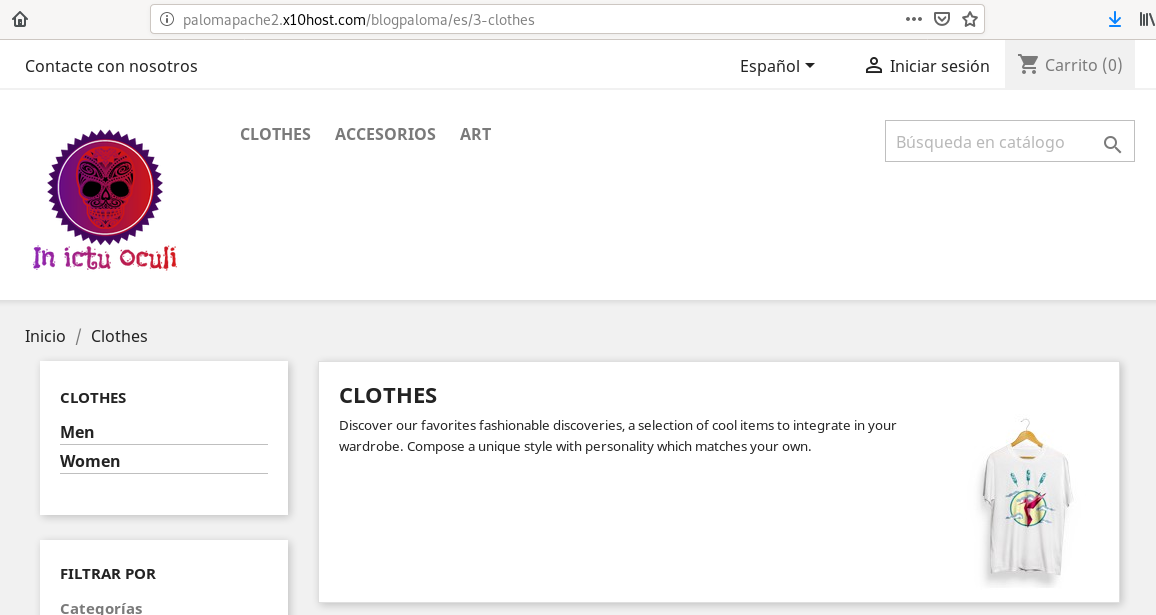 palomapache2.x10host.com/blogpaloma/es/3-clothes
Contacte con nosotros
Español
Iniciar sesión
Carrito (0)
CLOTHES
ACCESORIOS
ART
Búsqueda en catálogo
In ictu oculi
Inicio / Clothes
CLOTHES
Men
Women
FILTRAR POR
Categorías
CLOTHES
Discover our favorites fashionable discoveries, a selection of cool items to integrate in your
wardrobe. Compose a unique style with personality which matches your own.